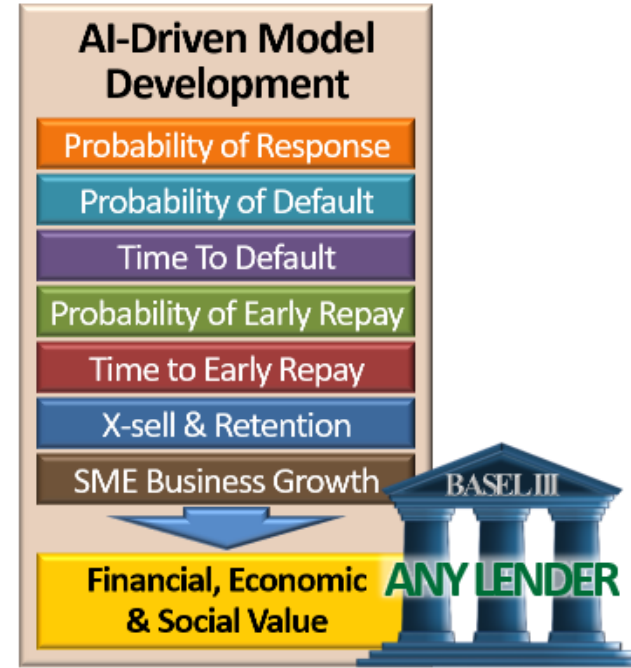 AI-Driven Model
Development
Probability of Response
Probability of Default
Time To Default
Probability of Early Repay
Time to Early Repay
X-sell & Retention
SME Business Growth
BASEL III
ANY LENDER
Financial, Economic
& Social Value